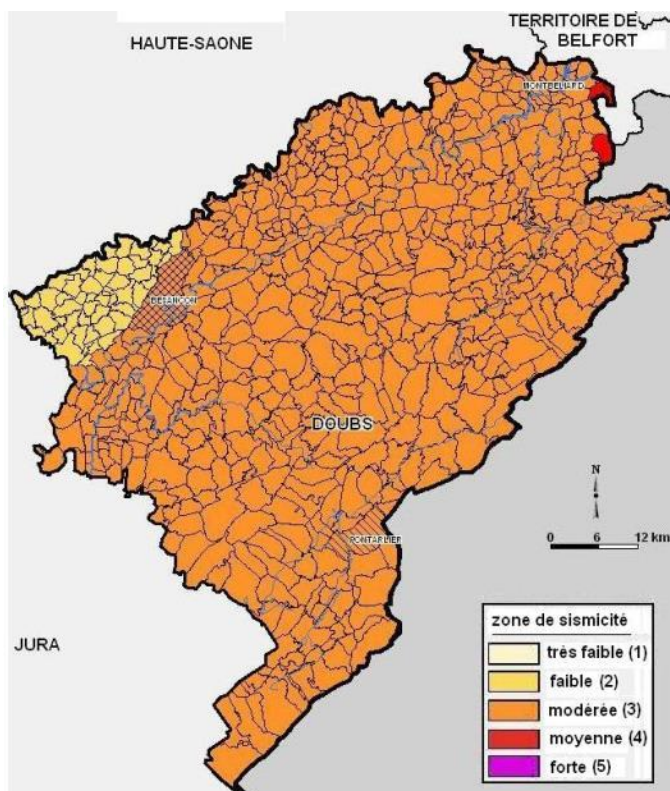 TERRITOIRE DE
BELFORT
HAUTE-SAONE
MONTBELIARD
BESANCON
DOUBS
N
PONTARLIER
0 6 12 km
JURA
zone de sismicité
très faible (1)
faible (2)
modérée (3)
moyenne (4)
forte (5)